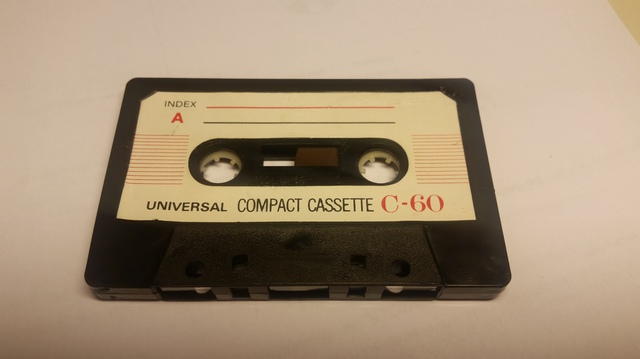 INDEX
A
UNIVERSAL COMPACT CASSETTE C-60